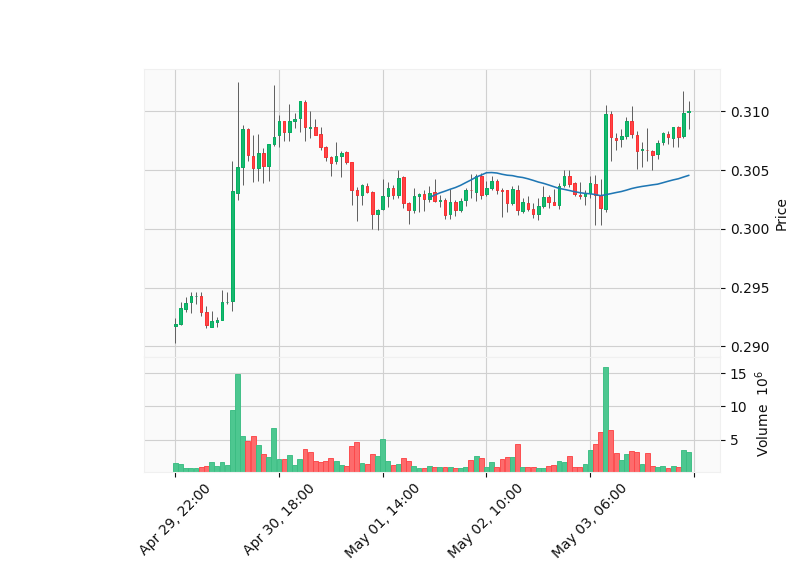 0.310
0.305
0.300
0.295
0.290
Price
15
10
5
Volume 10^6
Apr 29, 22:00
Apr 30, 18:00
May 01, 14:00
May 02, 10:00
May 03, 06:00